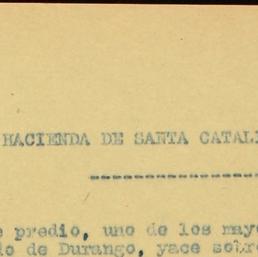 HACIENDA DE SANTA CATALI
predio, uno de los may
de Durango, yace sobre